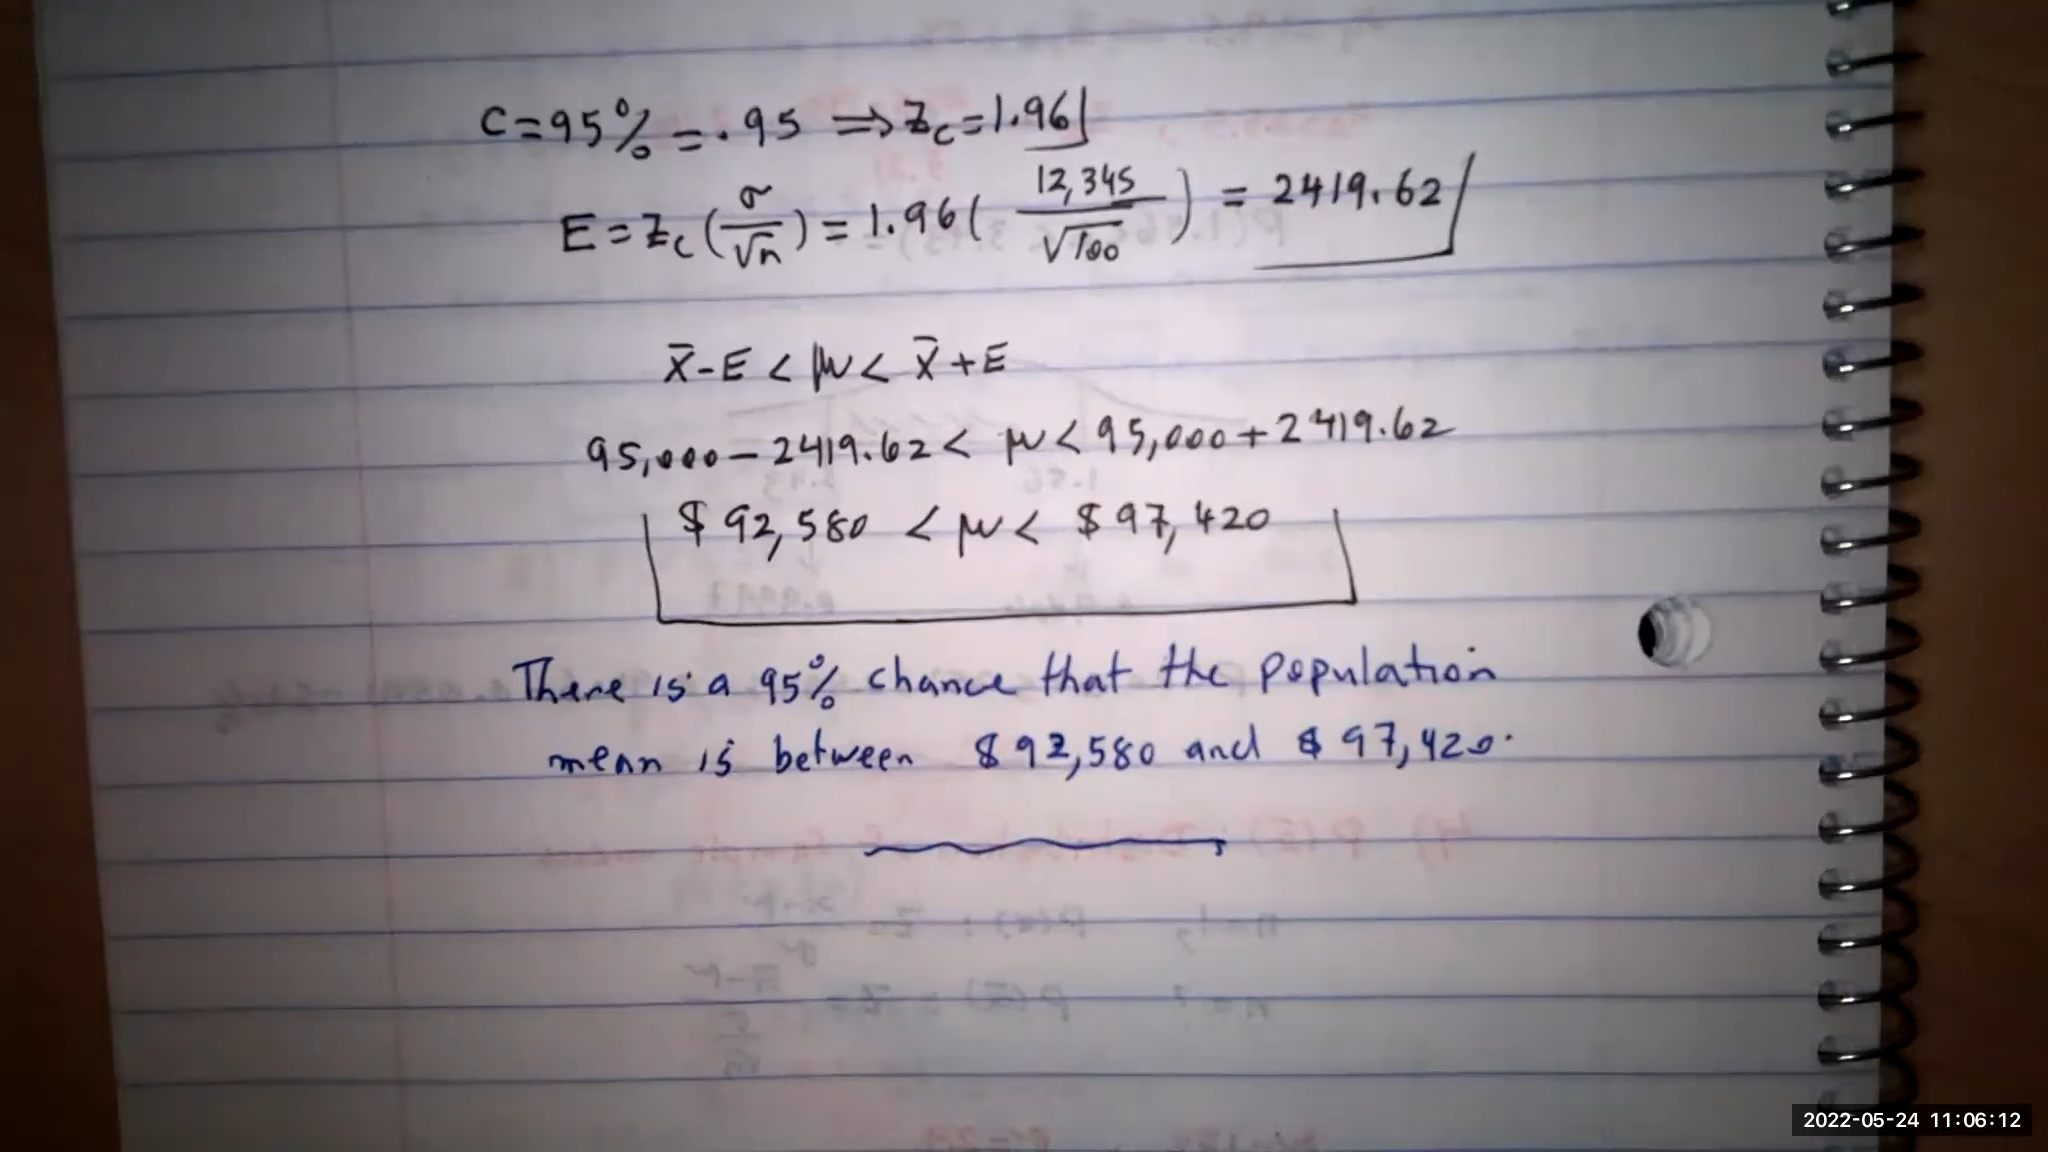 C=95%=.95 ⟹ Zc=1.96
E=Zc(σ/√n)=1.96(12,345/√100)=2419.62
x̄-E<μ<x̄+E
95,000-2419.62<μ<95,000+2419.62
$92,580<μ<$97,420
There is a 95% chance that the population
mean is between $92,580 and $97,420.
2022-05-24 11:06:12